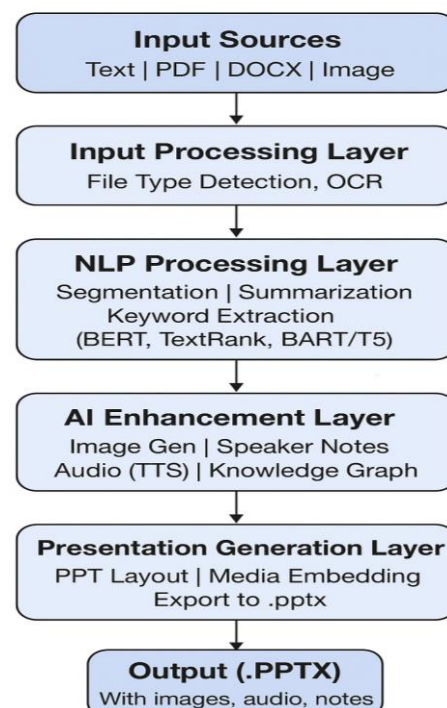 Input Sources
Text | PDF | DOCX | Image
Input Processing Layer
File Type Detection, OCR
NLP Processing Layer
Segmentation | Summarization
Keyword Extraction
(BERT, TextRank, BART/T5)
AI Enhancement Layer
Image Gen | Speaker Notes
Audio (TTS) | Knowledge Graph
Presentation Generation Layer
PPT Layout | Media Embedding
Export to .pptx
Output (.PPTX)
With images, audio, notes